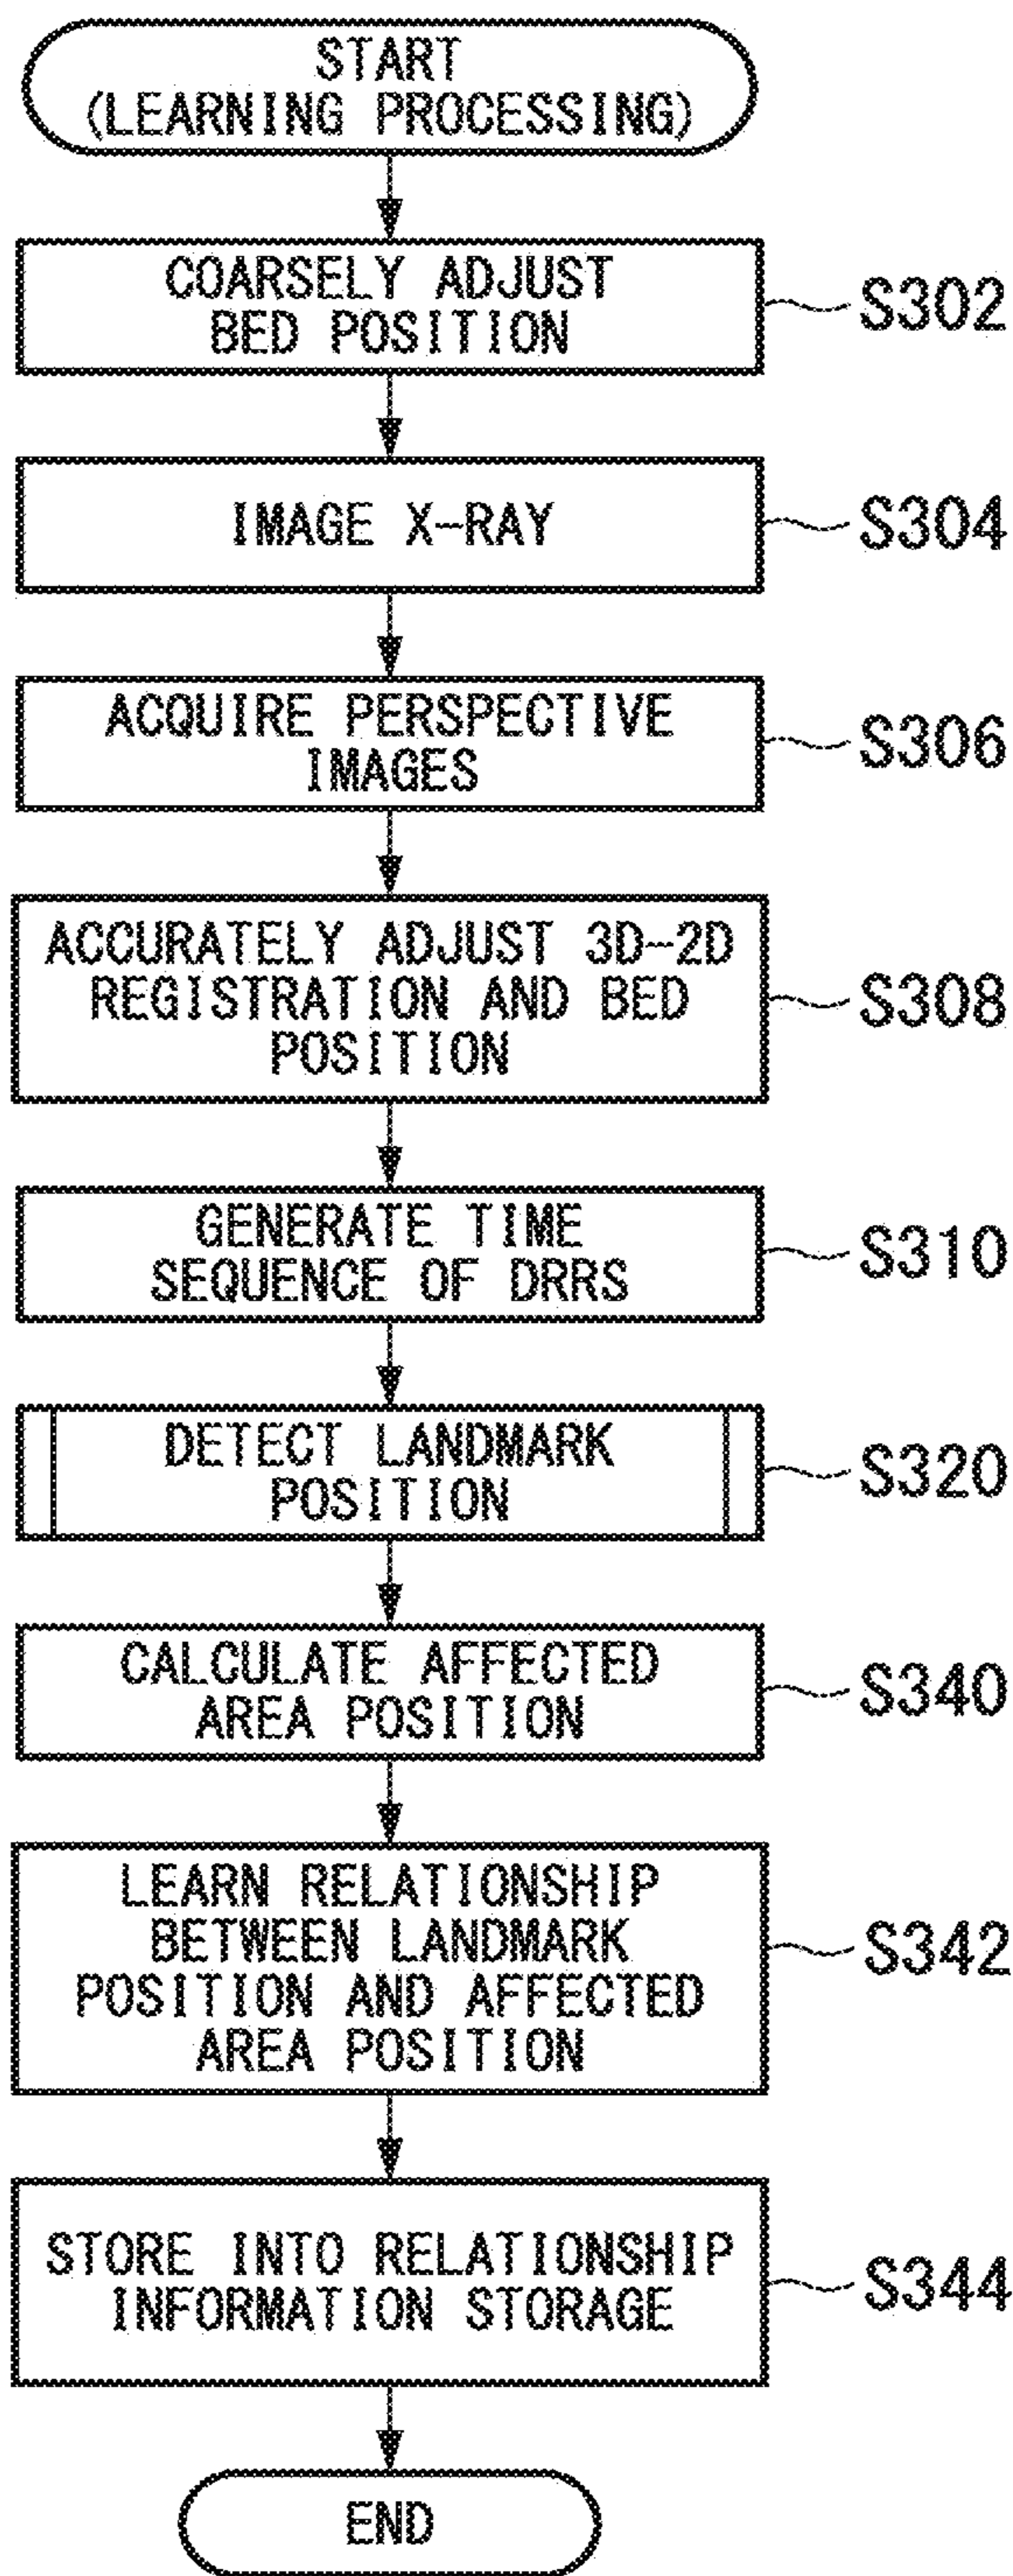 START
(LEARNING PROCESSING)
COARSELY ADJUST
BED POSITION
S302
IMAGE X-RAY
S304
ACQUIRE PERSPECTIVE
IMAGES
S306
ACCURATELY ADJUST 3D-2D
REGISTRATION AND BED
POSITION
S308
GENERATE TIME
SEQUENCE OF DRRS
S310
DETECT LANDMARK
POSITION
S320
CALCULATE AFFECTED
AREA POSITION
S340
LEARN RELATIONSHIP
BETWEEN LANDMARK
POSITION AND AFFECTED
AREA POSITION
S342
STORE INTO RELATIONSHIP
INFORMATION STORAGE
S344
END